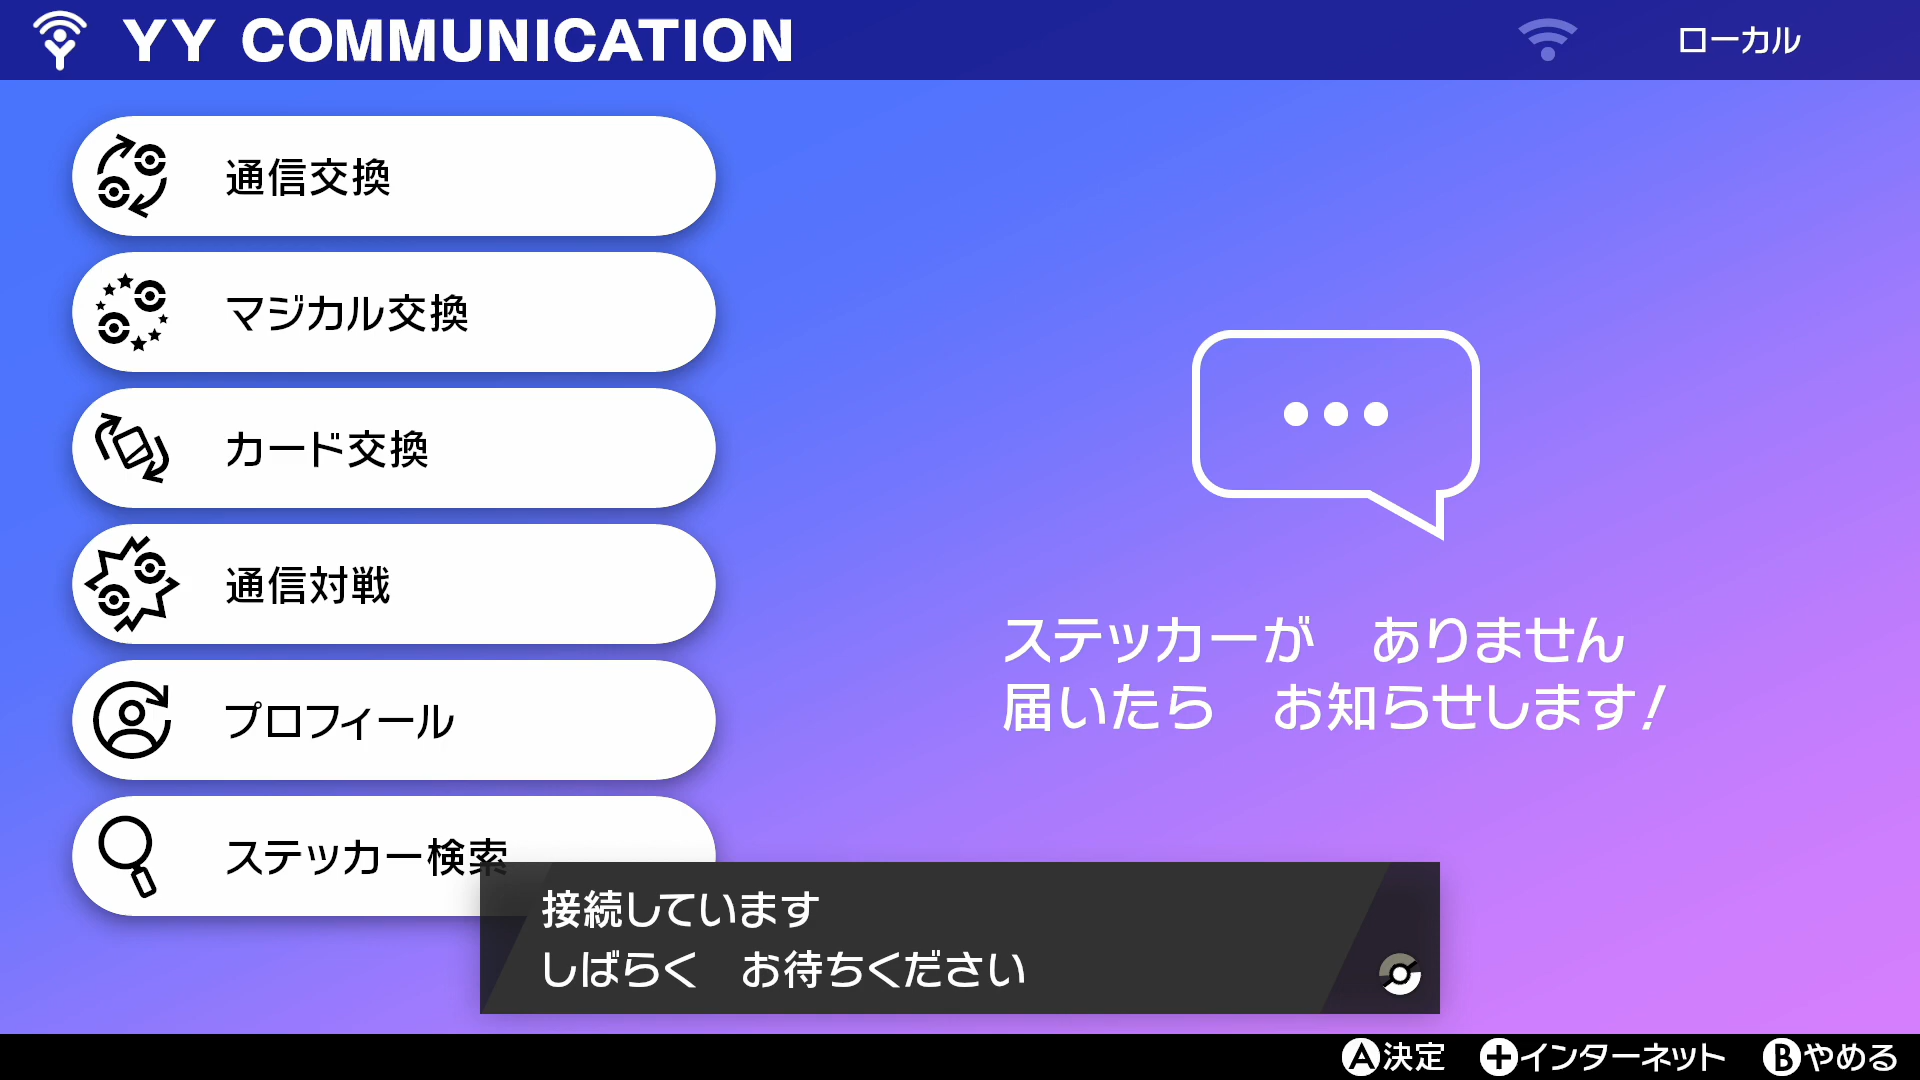 YY COMMUNICATION
ローカル
通信交換
マジカル交換
カード交換
通信対戦
プロフィール
ステッカー検索
ステッカーが　ありません
届いたら　お知らせします!
接続しています
しばらく　お待ちください
A決定 +インターネット Bやめる